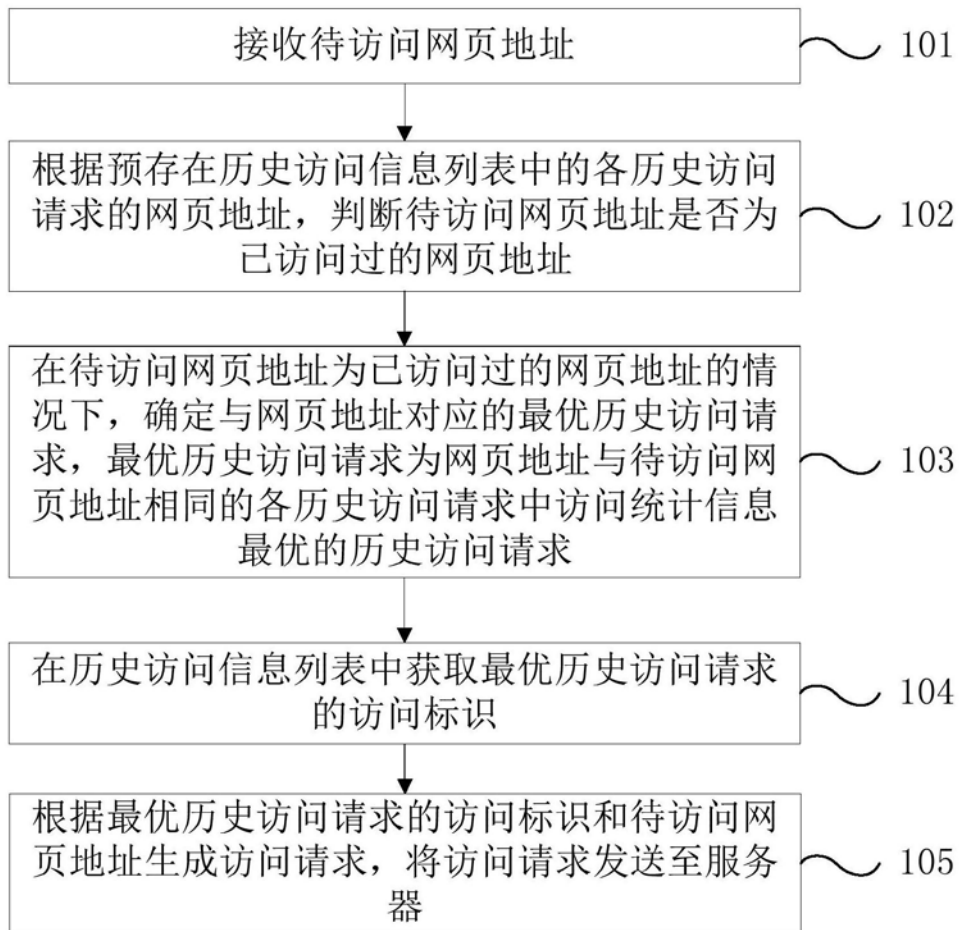 接收待访问网页地址
101
根据预存在历史访问信息列表中的各历史访问
请求的网页地址，判断待访问网页地址是否为
已访问过的网页地址
102
在待访问网页地址为已访问过的网页地址的情
况下，确定与网页地址对应的最优历史访问请
求，最优历史访问请求为网页地址与待访问网
页地址相同的各历史访问请求中访问统计信息
最优的历史访问请求
103
在历史访问信息列表中获取最优历史访问请求
的访问标识
104
根据最优历史访问请求的访问标识和待访问网
页地址生成访问请求，将访问请求发送至服务
器
105